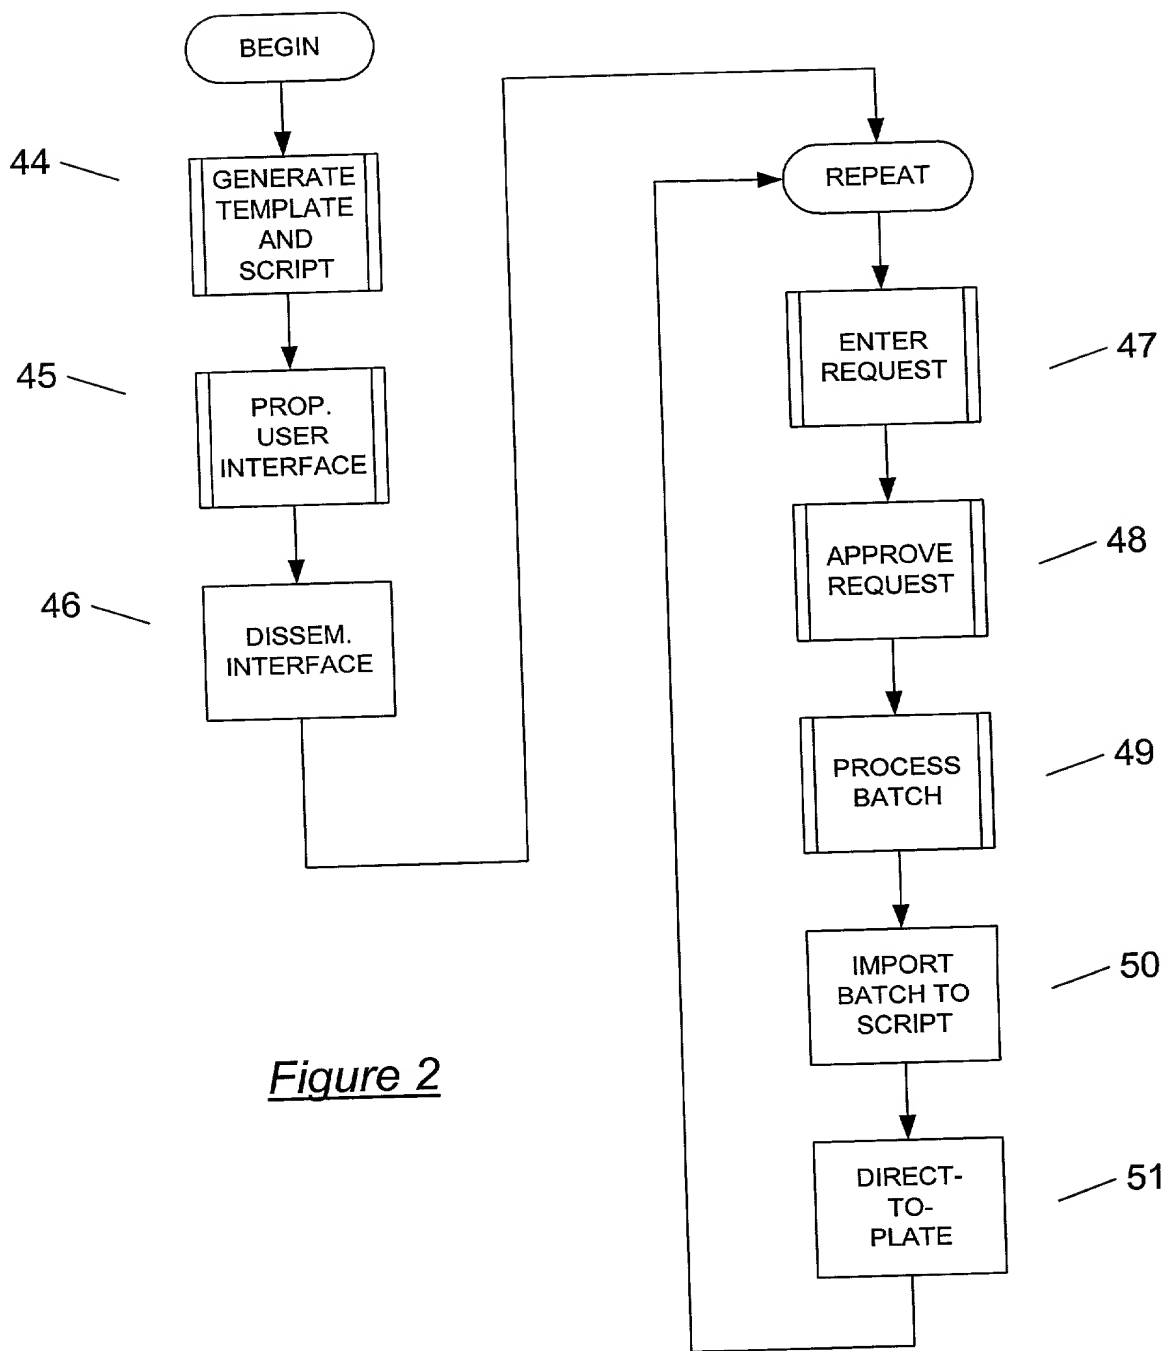 BEGIN
44
GENERATE
TEMPLATE
AND
SCRIPT
45
PROP.
USER
INTERFACE
46
DISSEM.
INTERFACE
REPEAT
ENTER
REQUEST
47
APPROVE
REQUEST
48
PROCESS
BATCH
49
IMPORT
BATCH TO
SCRIPT
50
DIRECT-
TO-
PLATE
51
Figure 2